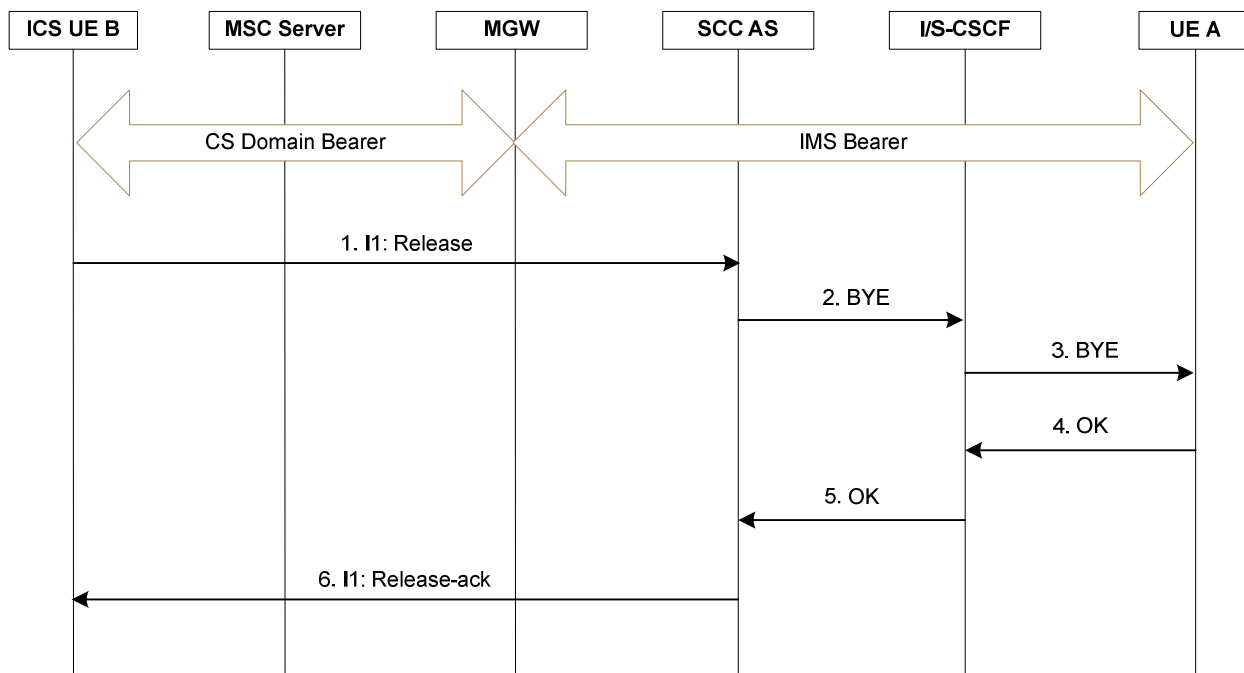 ICS UE B
MSC Server
MGW
SCC AS
I/S-CSCF
UE A
CS Domain Bearer
IMS Bearer
1. I1: Release
2. BYE
3. BYE
4. OK
5. OK
6. I1: Release-ack